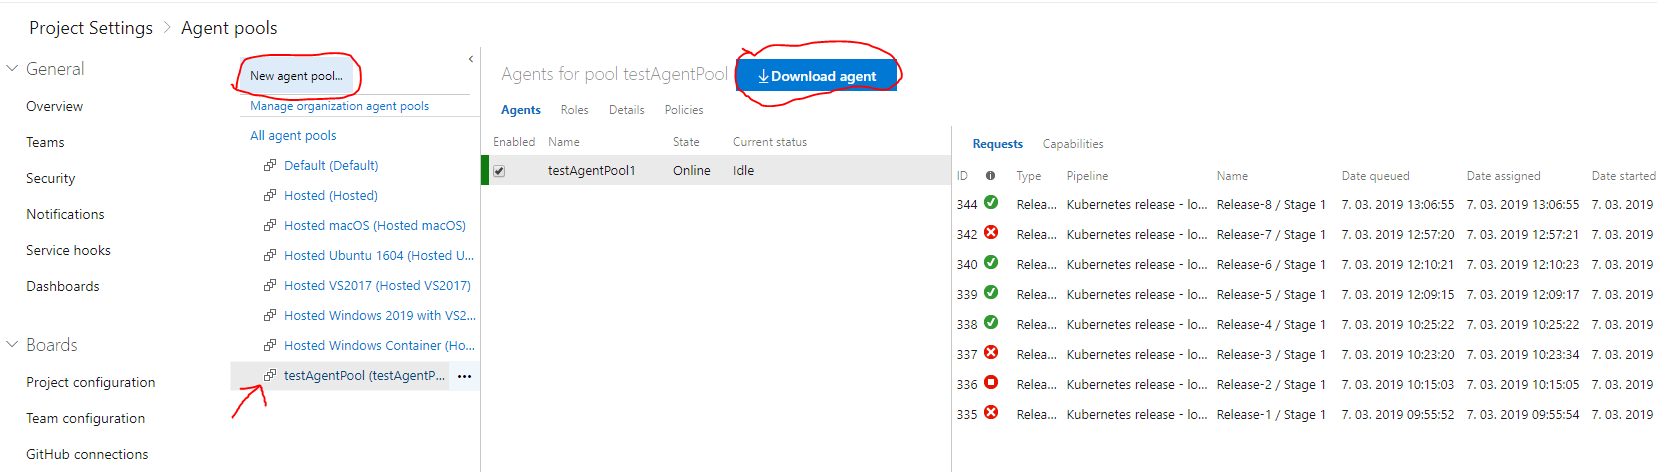 Project Settings > Agent pools
General
Overview
Teams
Security
Notifications
Service hooks
Dashboards
Boards
Project configuration
Team configuration
GitHub connections
New agent pool...
Manage organization agent pools
All agent pools
Default (Default)
Hosted (Hosted)
Hosted macOS (Hosted macOS)
Hosted Ubuntu 1604 (Hosted U...
Hosted VS2017 (Hosted VS2017)
Hosted Windows 2019 with VS2...
Hosted Windows Container (Ho...
testAgentPool (testAgentP... ...
Agents for pool testAgentPool Download agent
Agents Roles Details Policies
Enabled Name State Current status
testAgentPool1 Online Idle
Requests Capabilities
ID Type Pipeline Name Date queued Date assigned Date started
344 Relea... Kubernetes release - lo... Release-8 / Stage 1 7. 03. 2019 13:06:55 7. 03. 2019 13:06:55 7. 03. 2019
342 Relea... Kubernetes release - lo... Release-7 / Stage 1 7. 03. 2019 12:57:20 7. 03. 2019 12:57:21 7. 03. 2019
340 Relea... Kubernetes release - lo... Release-6 / Stage 1 7. 03. 2019 12:10:21 7. 03. 2019 12:10:23 7. 03. 2019
339 Relea... Kubernetes release - lo... Release-5 / Stage 1 7. 03. 2019 12:09:15 7. 03. 2019 12:09:17 7. 03. 2019
338 Relea... Kubernetes release - lo... Release-4 / Stage 1 7. 03. 2019 10:25:22 7. 03. 2019 10:25:22 7. 03. 2019
337 Relea... Kubernetes release - lo... Release-3 / Stage 1 7. 03. 2019 10:23:20 7. 03. 2019 10:23:34 7. 03. 2019
336 Relea... Kubernetes release - lo... Release-2 / Stage 1 7. 03. 2019 10:15:03 7. 03. 2019 10:15:05 7. 03. 2019
335 Relea... Kubernetes release - lo... Release-1 / Stage 1 7. 03. 2019 09:55:52 7. 03. 2019 09:55:54 7. 03. 2019